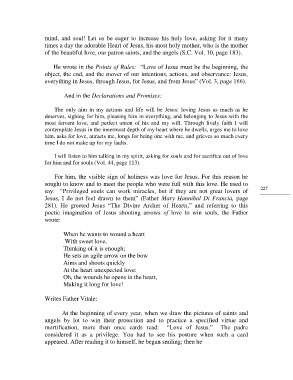 mind, and soul! Let us be eager to increase his holy love, asking for it many
times a day the adorable Heart of Jesus, his most holy mother, who is the mother
of the beautiful love, our patron saints, and the angels (S.C. Vol. 10, page 183).
He wrote in the Points of Rules: "Love of Jesus must be the beginning, the
object, the end, and the mover of our intentions, actions, and observance: Jesus,
everything in Jesus, through Jesus, for Jesus, and from Jesus" (Vol. 3, page 166).
And in the Declarations and Promises:
The only aim in my actions and life will be Jesus: loving Jesus as much as he
deserves, sighing for him, pleasing him in everything, and belonging to Jesus with the
most fervent love, and perfect union of his and my will. Through lively faith I will
contemplate Jesus in the innermost depth of my heart where he dwells, urges me to love
him, asks for love, attracts me, longs for being one with me, and grieves so much every
time I do not make up for my faults.
I will listen to him talking in my spirit, asking for souls and for sacrifice out of love
for him and for souls (Vol. 44, page 113).
For him, the visible sign of holiness was love for Jesus. For this reason he
sought to know and to meet the people who were full with this love. He used to
say: "Privileged souls can work miracles, but if they are not great lovers of
Jesus, I do not feel drawn to them" (Father Mary Hannibal Di Francia, page
281). He greeted Jesus "The Divine Archer of Hearts," and referring to this
poetic imagination of Jesus shooting arrows of love to win souls, the Father
wrote:
227
When he wants to wound a heart
With sweet love,
Thinking of it is enough;
He sets an agile arrow on the bow
Aims and shoots quickly
At the heart unexpected love:
Oh, the wounds he opens in the heart,
Making it long for love!
Writes Father Vitale:
At the beginning of every year, when we draw the pictures of saints and
angels by lot to win their protection and to practice a specified virtue and
mortification, more than once cards read: "Love of Jesus." The padre
considered it as a privilege. You had to see his posture when such a card
appeared. After reading it to himself, he began smiling; then he